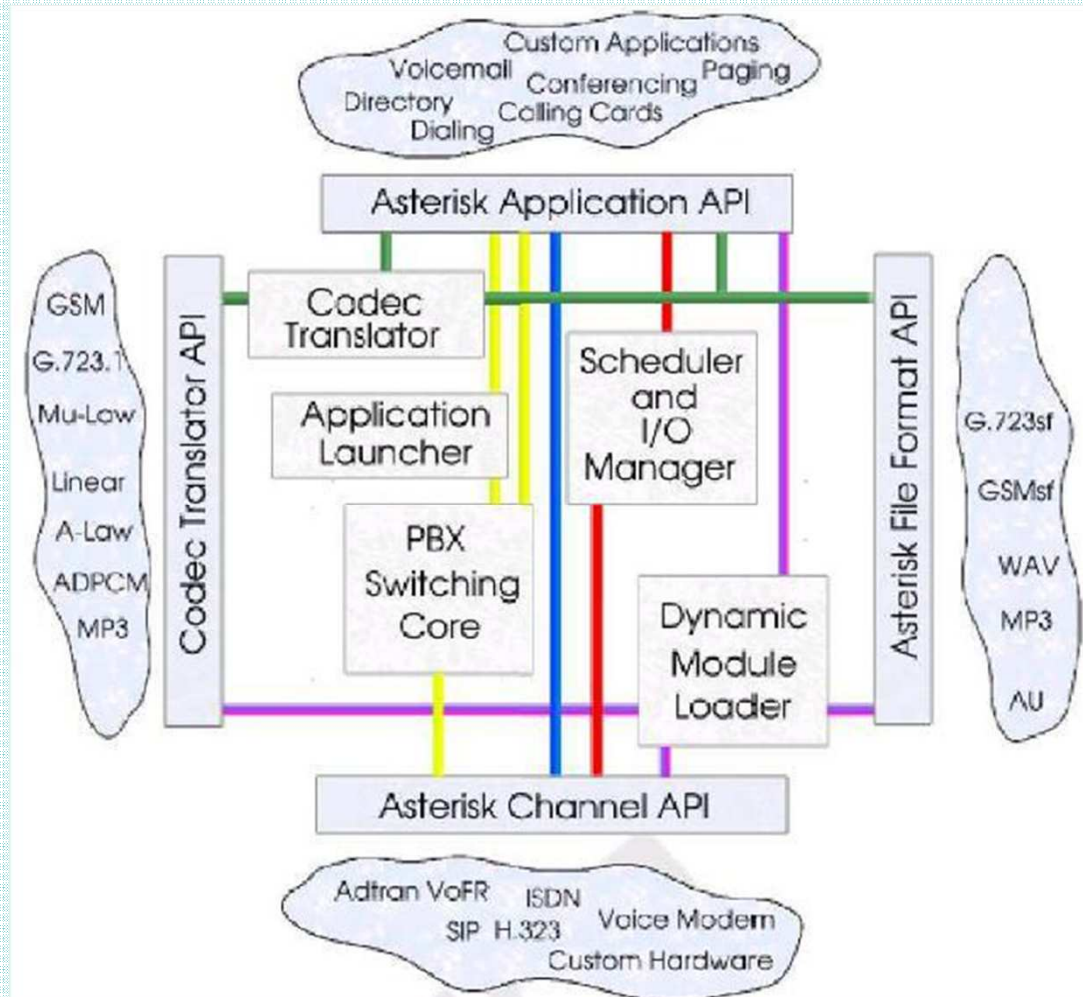 Custom Applications
Voicemail
Paging
Conferencing
Directory
Calling Cards
Dialing
Asterisk Application API
Codec Translator API
GSM
G.723.1
Mu-Law
Linear
A-Law
ADPCM
MP3
Codec
Translator
Application
Launcher
Scheduler
and
I/O
Manager
PBX
Switching
Core
Dynamic
Module
Loader
Asterisk File Format API
G.723sf
GSMsf
WAV
MP3
AU
Asterisk Channel API
Adtran VoFR
ISDN
SIP H.323
Voice Modem
Custom Hardware